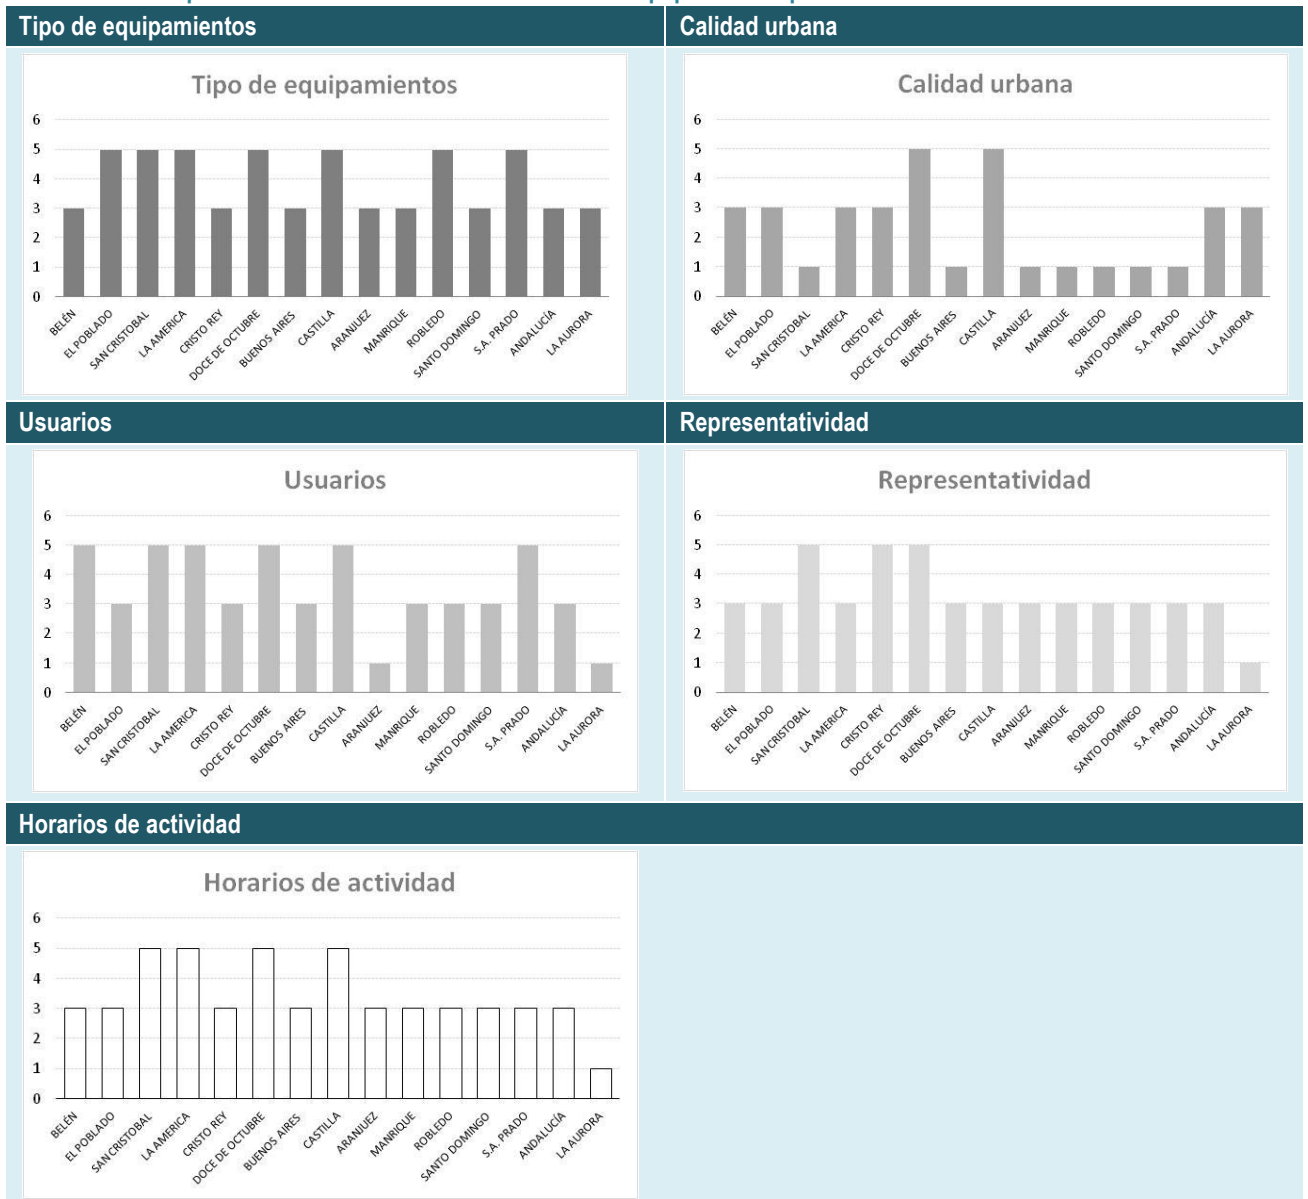 Tipo de equipamientos
Calidad urbana
Tipo de equipamientos
6
5
4
3
2
1
0
BELÉN
EL POBLADO
SAN CRISTOBAL
LA AMERICA
CRISTO REY
DOCE DE OCTUBRE
BUENOS AIRES
CASTILLA
ARANJUEZ
MANRIQUE
ROBLEDO
SANTO DOMINGO
S.A. PRADO
ANDALUCÍA
LA AURORA
Calidad urbana
6
5
4
3
2
1
0
BELÉN
EL POBLADO
SAN CRISTOBAL
LA AMERICA
CRISTO REY
DOCE DE OCTUBRE
BUENOS AIRES
CASTILLA
ARANJUEZ
MANRIQUE
ROBLEDO
SANTO DOMINGO
S.A. PRADO
ANDALUCÍA
LA AURORA
Usuarios
Representatividad
Usuarios
6
5
4
3
2
1
0
BELÉN
EL POBLADO
SAN CRISTOBAL
LA AMERICA
CRISTO REY
DOCE DE OCTUBRE
BUENOS AIRES
CASTILLA
ARANJUEZ
MANRIQUE
ROBLEDO
SANTO DOMINGO
S.A. PRADO
ANDALUCÍA
LA AURORA
Representatividad
6
5
4
3
2
1
0
BELÉN
EL POBLADO
SAN CRISTOBAL
LA AMERICA
CRISTO REY
DOCE DE OCTUBRE
BUENOS AIRES
CASTILLA
ARANJUEZ
MANRIQUE
ROBLEDO
SANTO DOMINGO
S.A. PRADO
ANDALUCÍA
LA AURORA
Horarios de actividad
Horarios de actividad
6
5
4
3
2
1
0
BELÉN
EL POBLADO
SAN CRISTOBAL
LA AMERICA
CRISTO REY
DOCE DE OCTUBRE
BUENOS AIRES
CASTILLA
ARANJUEZ
MANRIQUE
ROBLEDO
SANTO DOMINGO
S.A. PRADO
ANDALUCÍA
LA AURORA